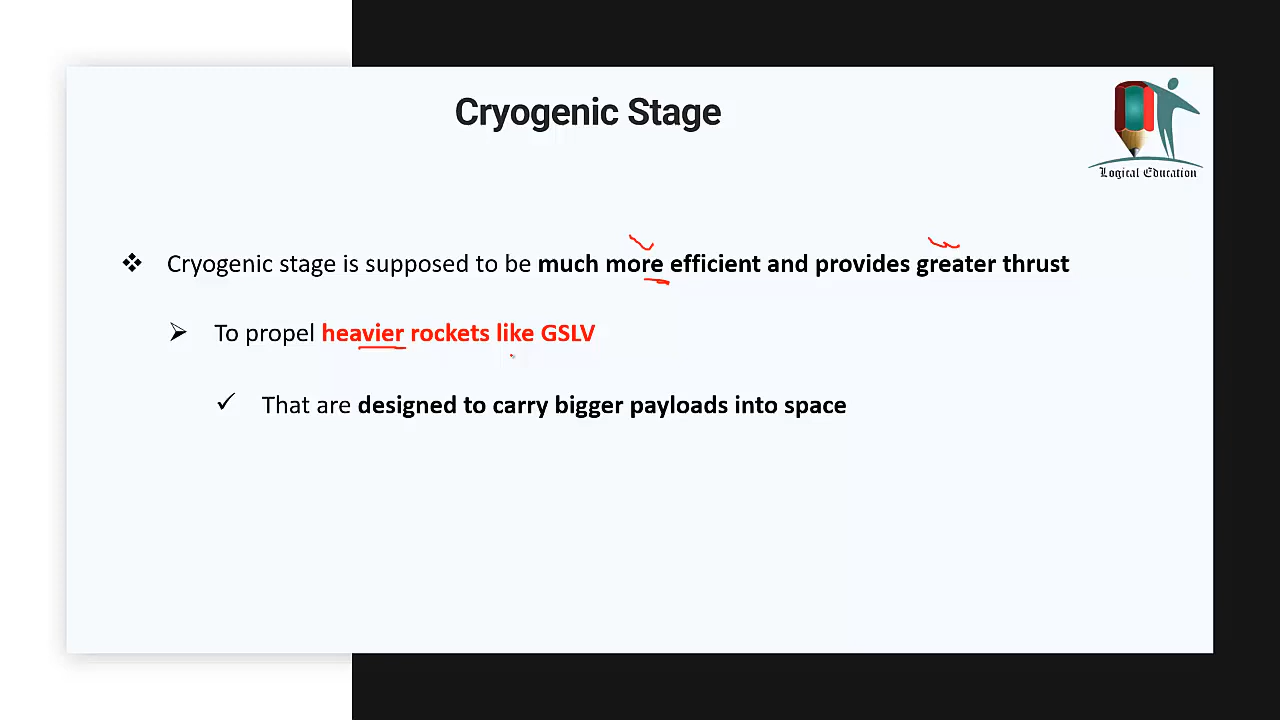 Cryogenic Stage
Logical Education
Cryogenic stage is supposed to be much more efficient and provides greater thrust
To propel heavier rockets like GSLV
That are designed to carry bigger payloads into space